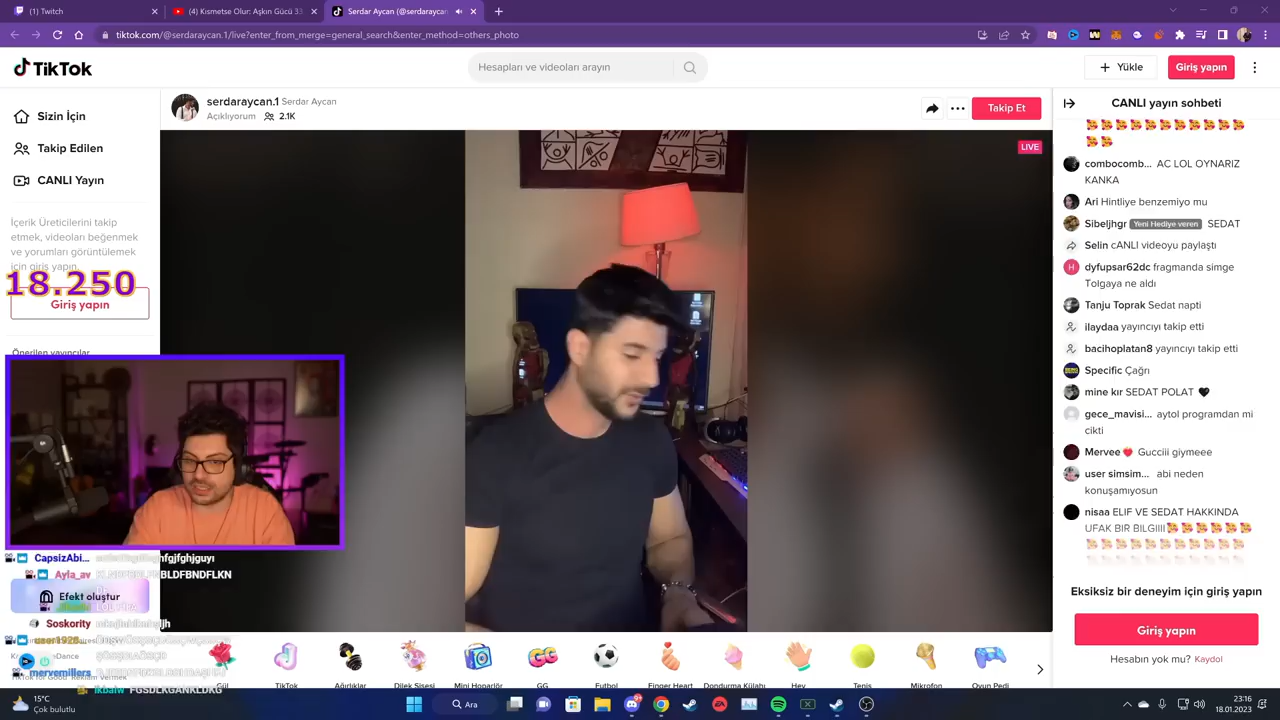 (1) Twitch
(4) Kısmetse Olur: Aşkın Gücü 33
Serdar Aycan (@serdaraycan
tiktok.com/@serdaraycan.1/live?enter_from_merge=general_search&enter_method=others_photo
TikTok
Hesapları ve videoları arayın
Yükle
Giriş yapın
Sizin İçin
Takip Edilen
CANLI Yayın
İçerik Üreticilerini takip
etmek, videoları beğenmek
ve yorumları görüntülemek
için giriş yapın.
18.250
Giriş yapın
Önerilen yayıncılar
serdaraycan.1 Serdar Aycan
Açıklıyorum 2.1K
Takip Et
LIVE
CANLI yayın sohbeti
combocomb... AC LOL OYNARIZ
KANKA
Ari Hintliye benzemiyo mu
Sibeljhgr Yeni Hediye veren SEDAT
Selin cANLI videoyu paylaştı
dyfupsar62dc fragmanda simge
Tolgaya ne aldı
Tanju Toprak Sedat napti
ilaydaa yayıncıyı takip etti
bacihoplatan8 yayıncıyı takip etti
Specific Çağrı
mine kır SEDAT POLAT 🖤
gece_mavisi... aytol programdan mi
cikti
Mervee Gucciii giymeee
user simsim... abi neden
konuşamıyosun
nisaa ELIF VE SEDAT HAKKINDA
UFAK BIR BILGIIII
Eksiksiz bir deneyim için giriş yapın
Giriş yapın
Hesabın yok mu? Kaydol
CapsizAbi...
Ayla_av
Efekt oluştur
Soskority
user1928
mervemillers
ikbalw FGSDLKGANKLDKG
Gül
TikTok
Ağırlıklar
Dilek Şişesi
Mini Hoparlör
GG
Futbol
Finger Heart
Dondurma Külahı
Hey
Tenis
Mikrofon
Oyun Pedi
15°C
Çok bulutlu
Ara
23:16
18.01.2023